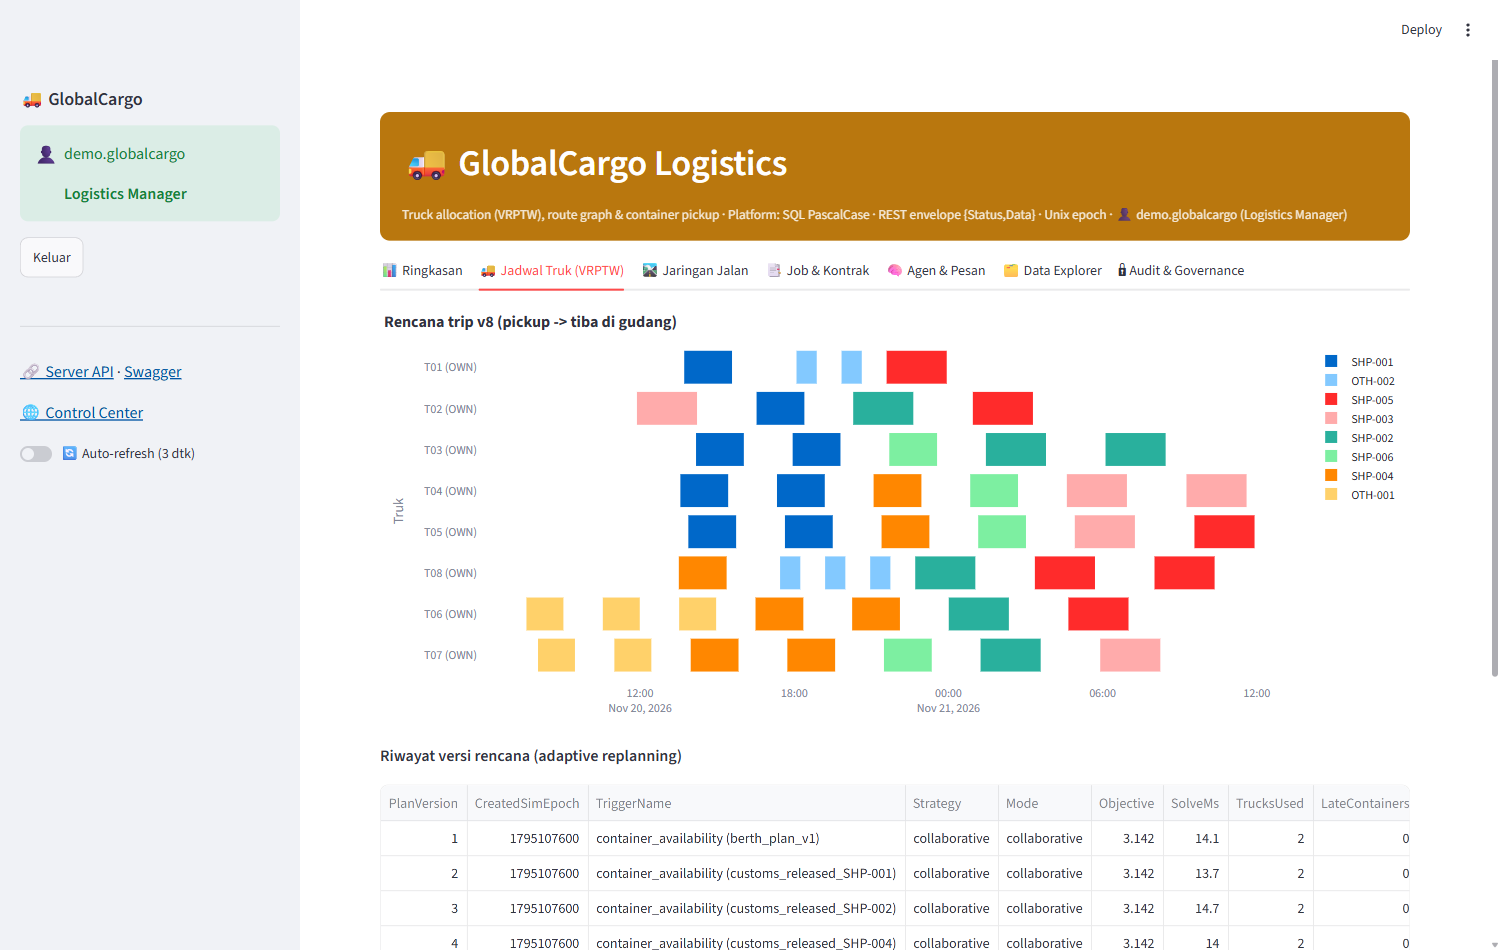 Deploy
GlobalCargo
demo.globalcargo
Logistics Manager
Keluar
Server API · Swagger
Control Center
Auto-refresh (3 dtk)
GlobalCargo Logistics
Truck allocation (VRPTW), route graph & container pickup · Platform: SQL PascalCase · REST envelope {Status,Data} · Unix epoch · demo.globalcargo (Logistics Manager)
Ringkasan Jadwal Truk (VRPTW) Jaringan Jalan Job & Kontrak Agen & Pesan Data Explorer Audit & Governance
Rencana trip v8 (pickup -> tiba di gudang)
Truk
T01 (OWN)
T02 (OWN)
T03 (OWN)
T04 (OWN)
T05 (OWN)
T08 (OWN)
T06 (OWN)
T07 (OWN)
12:00 18:00 00:00 06:00 12:00
Nov 20, 2026 Nov 21, 2026
SHP-001
OTH-002
SHP-005
SHP-003
SHP-002
SHP-006
SHP-004
OTH-001
Riwayat versi rencana (adaptive replanning)
PlanVersion CreatedSimEpoch TriggerName Strategy Mode Objective SolveMs TrucksUsed LateContainers
1 1795107600 container_availability (berth_plan_v1) collaborative collaborative 3.142 14.1 2 0
2 1795107600 container_availability (customs_released_SHP-001) collaborative collaborative 3.142 13.7 2 0
3 1795107600 container_availability (customs_released_SHP-002) collaborative collaborative 3.142 14.7 2 0
4 1795107600 container_availability (customs_released_SHP-004) collaborative collaborative 3.142 14 2 0